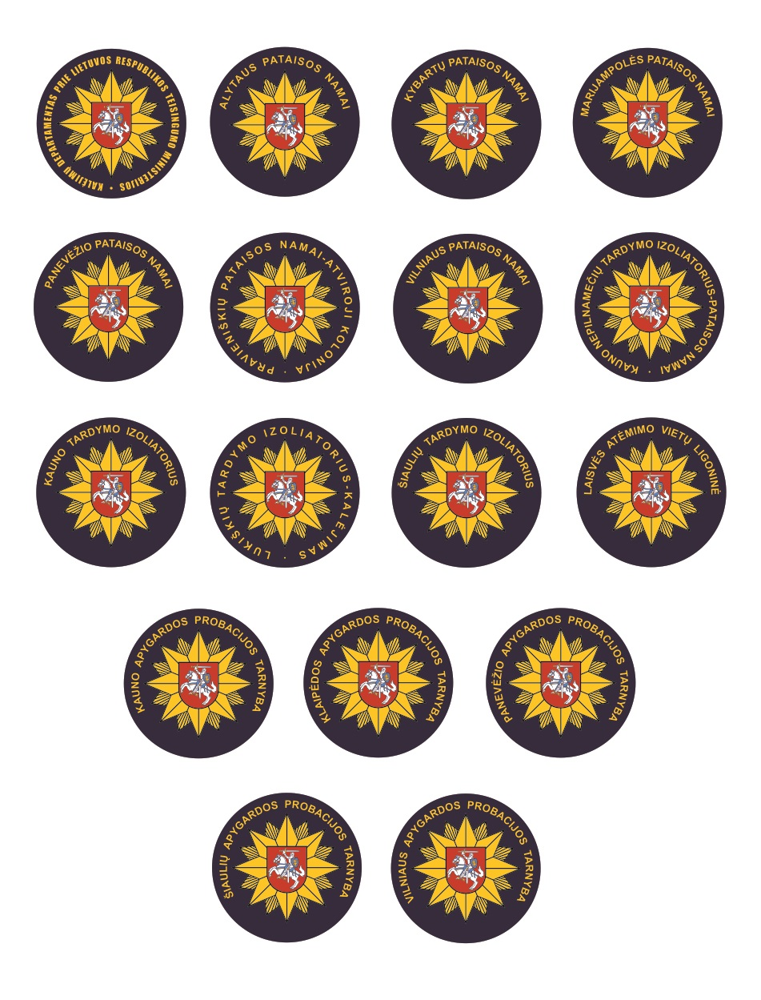 KALĖJIMŲ DEPARTAMENTAS PRIE LIETUVOS RESPUBLIKOS TEISINGUMO MINISTERIJOS •
ALYTAUS PATAISOS NAMAI
KYBARTŲ PATAISOS NAMAI
MARIJAMPOLĖS PATAISOS NAMAI
PANEVĖŽIO PATAISOS NAMAI
PRAVIENIŠKIŲ PATAISOS NAMAI-ATVIROJI KOLONIJA •
VILNIAUS PATAISOS NAMAI
KAUNO NEPILNAMEČIŲ TARDYMO IZOLIATORIUS-PATAISOS NAMAI •
KAUNO TARDYMO IZOLIATORIUS
LUKIŠKIŲ TARDYMO IZOLIATORIUS-KALĖJIMAS •
ŠIAULIŲ TARDYMO IZOLIATORIUS
LAISVĖS ATĖMIMO VIETŲ LIGONINĖ
KAUNO APYGARDOS PROBACIJOS TARNYBA
KLAIPĖDOS APYGARDOS PROBACIJOS TARNYBA
PANEVĖŽIO APYGARDOS PROBACIJOS TARNYBA
ŠIAULIŲ APYGARDOS PROBACIJOS TARNYBA
VILNIAUS APYGARDOS PROBACIJOS TARNYBA